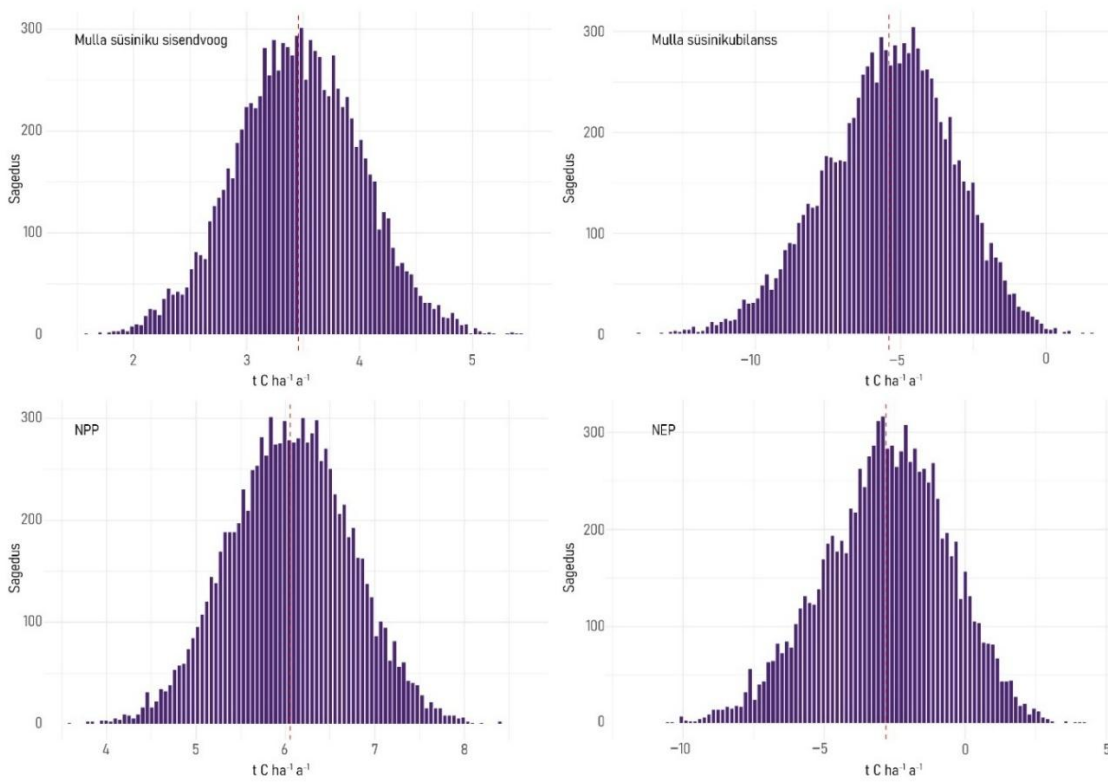 Mulla süsiniku sisendvoog
300
200
100
0
Sagedus
2 3 4 5
t C ha⁻¹ a⁻¹
Mulla süsinikubilanss
300
200
100
0
Sagedus
−10 −5 0
t C ha⁻¹ a⁻¹
NPP
300
200
100
0
Sagedus
4 5 6 7 8
t C ha⁻¹ a⁻¹
NEP
300
200
100
0
Sagedus
−10 −5 0 5
t C ha⁻¹ a⁻¹